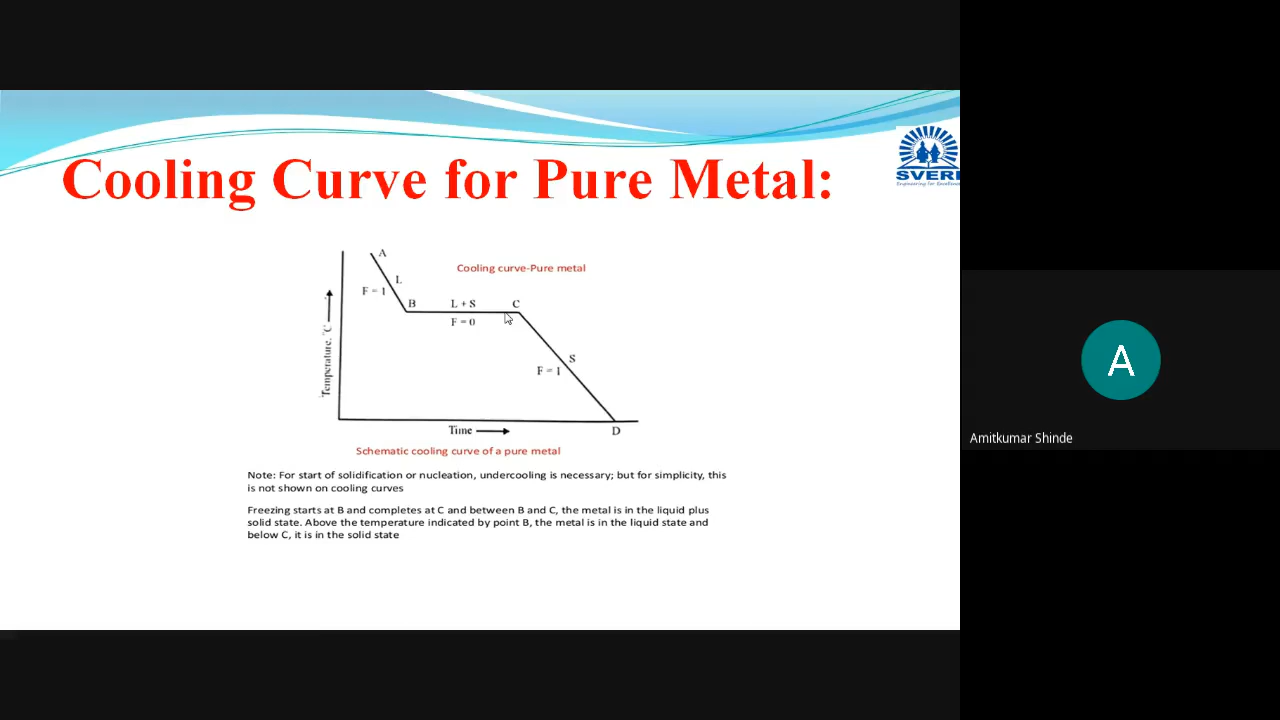 Cooling Curve for Pure Metal:
SVERI
Engineering for Excellence
A
Cooling curve-Pure metal
L
F = 1
B
L + S
C
F = 0
Temperature, °C
S
F = 1
Time
D
Schematic cooling curve of a pure metal
Note: For start of solidification or nucleation, undercooling is necessary; but for simplicity, this
is not shown on cooling curves
Freezing starts at B and completes at C and between B and C, the metal is in the liquid plus
solid state. Above the temperature indicated by point B, the metal is in the liquid state and
below C, it is in the solid state
A
Amitkumar Shinde